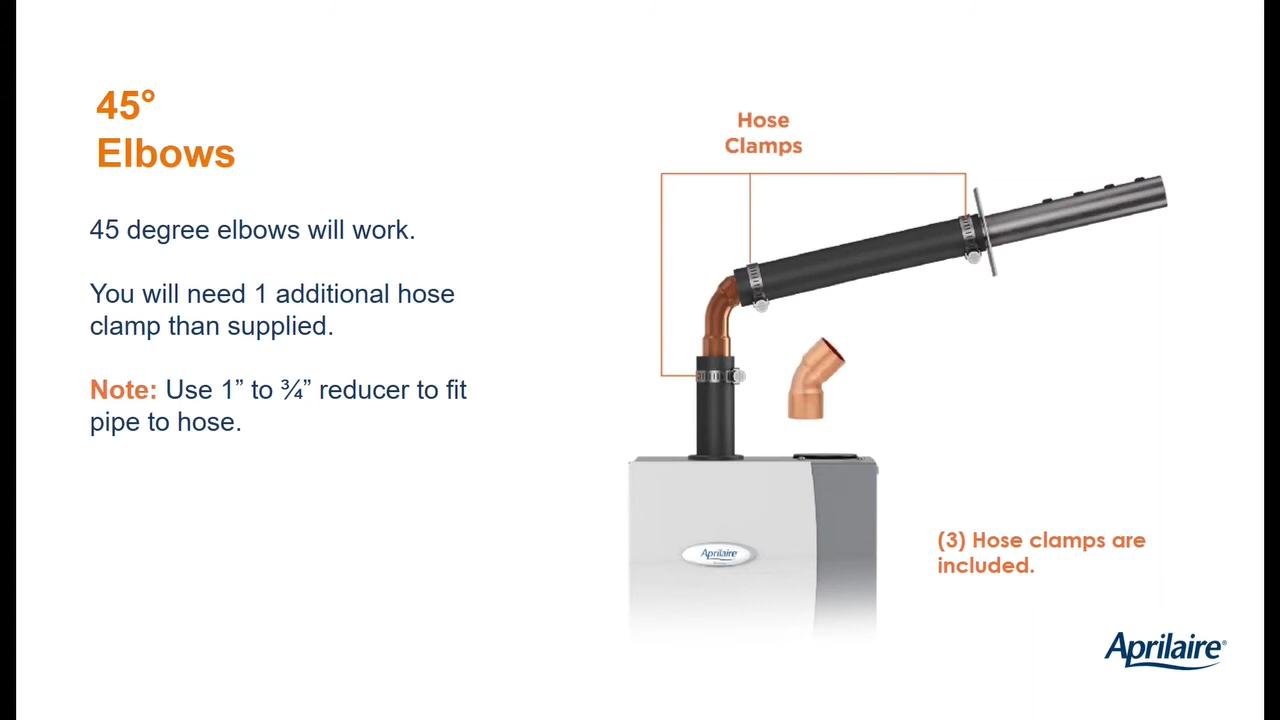 45°
Elbows
45 degree elbows will work.
You will need 1 additional hose
clamp than supplied.
Note: Use 1” to ¾” reducer to fit
pipe to hose.
Hose
Clamps
Aprilaire
(3) Hose clamps are
included.
Aprilaire®